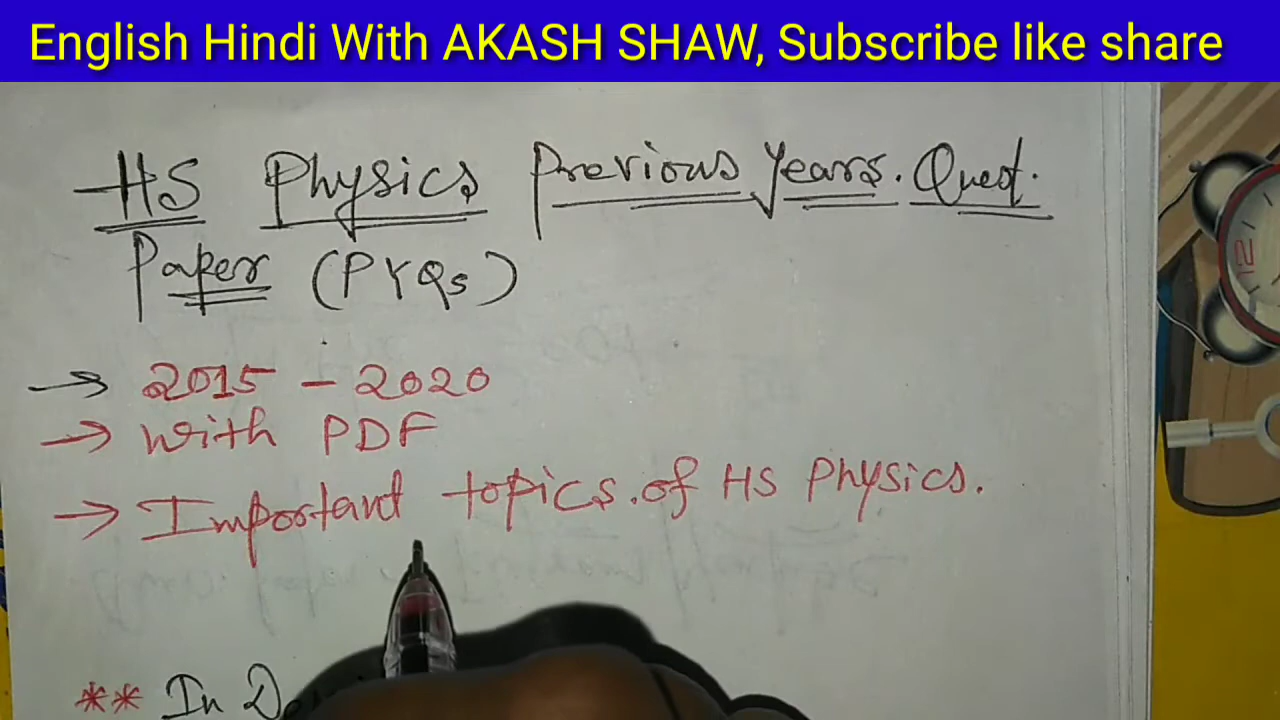 English Hindi With AKASH SHAW, Subscribe like share
HS Physics Previous Years. Quest.
Paper (PYQs)
→ 2015 - 2020
→ With PDF
→ Important topics. of HS Physics.
** In
12